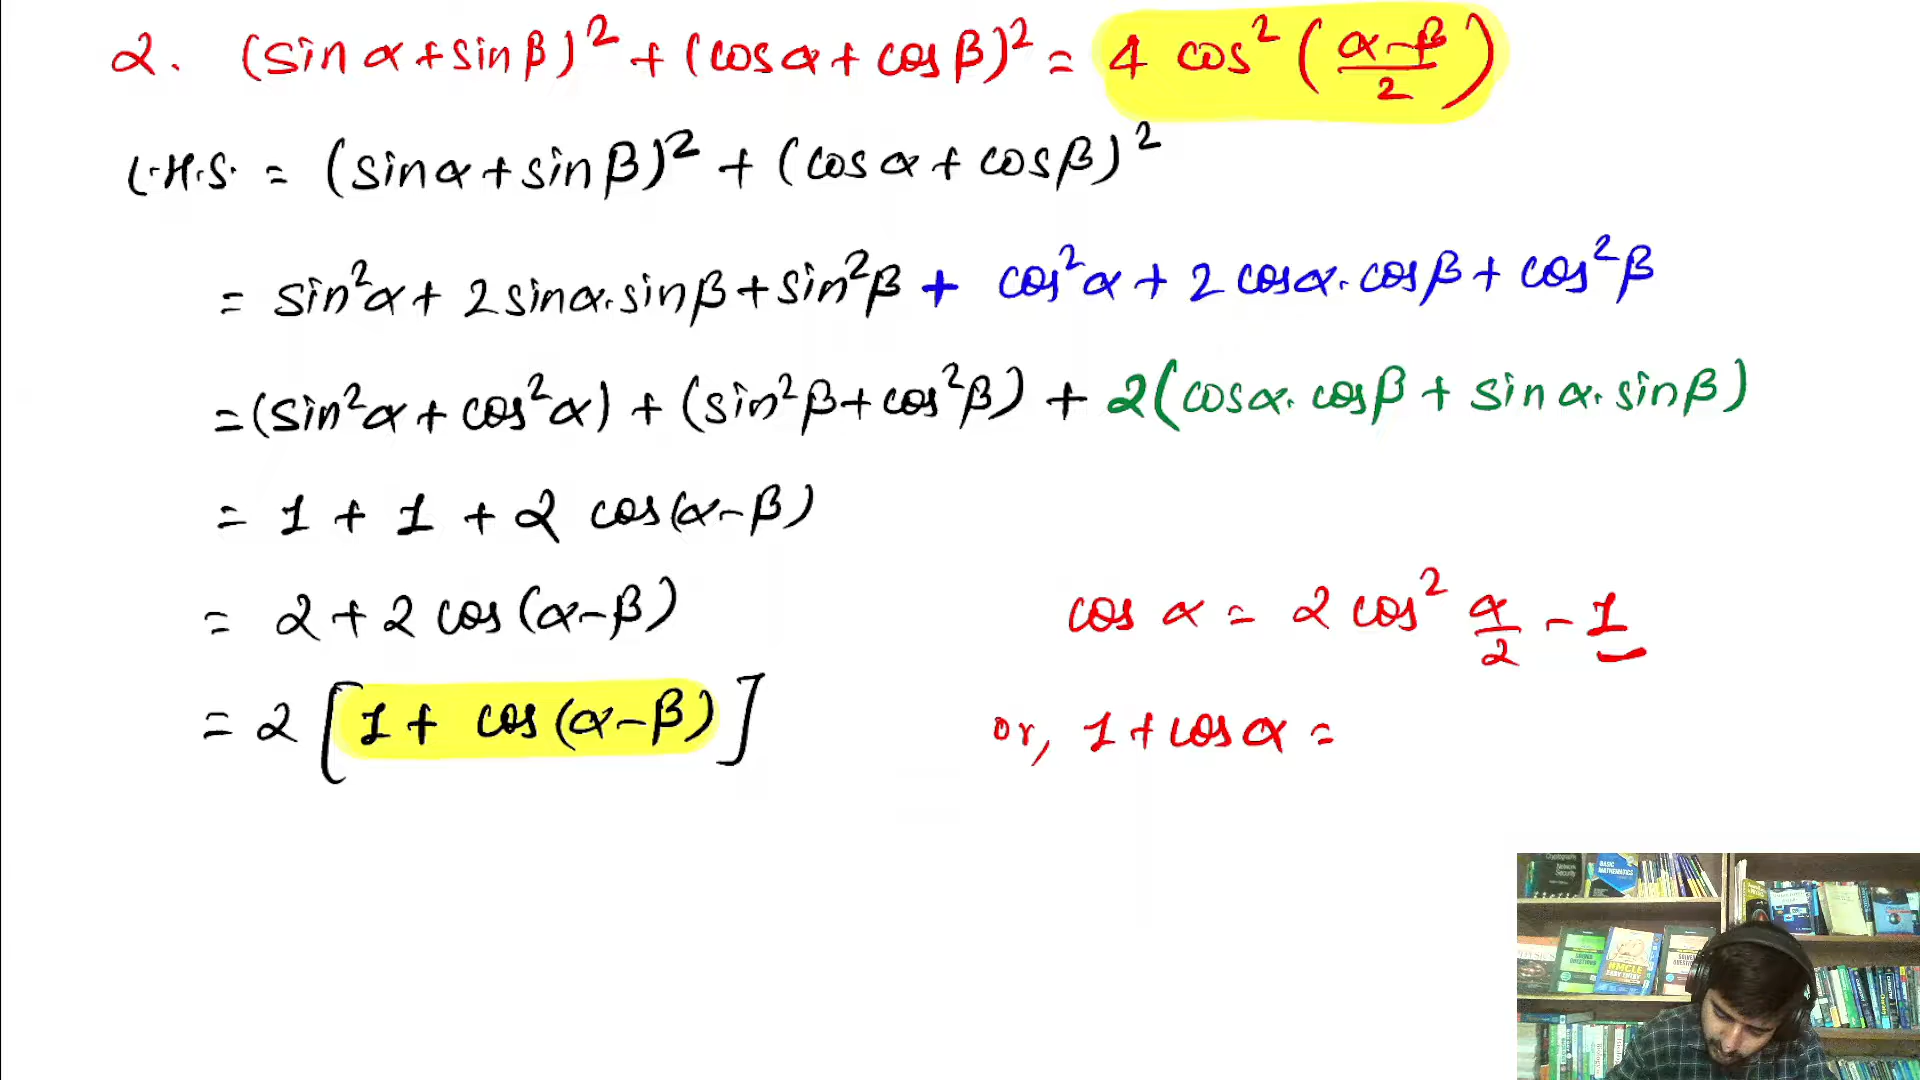 2. (sin α + sin β)² + (cos α + cos β)² = 4 cos² ((α-β)/2)
L.H.S. = (sin α + sin β)² + (cos α + cos β)²
= sin²α + 2 sin α. sin β + sin²β + cos²α + 2 cos α. cos β + cos²β
= (sin²α + cos²α) + (sin²β + cos²β) + 2 (cos α. cos β + sin α. sin β)
= 1 + 1 + 2 cos(α-β)
= 2 + 2 cos (α-β)
= 2 [1 + cos (α-β)]
cos α = 2 cos² α/2 - 1
or, 1 + cos α =
BASIC MATHEMATICS